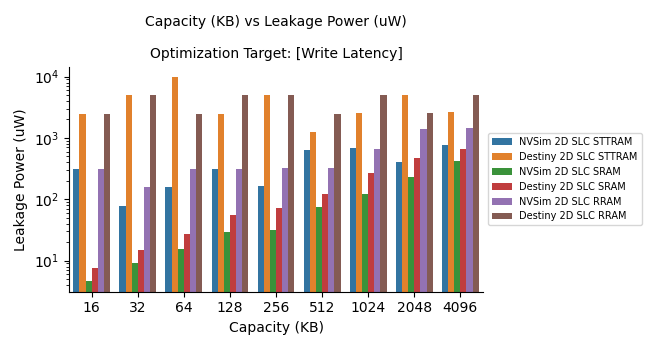 Capacity (KB) vs Leakage Power (uW)
Optimization Target: [Write Latency]
Leakage Power (uW)
10^4
10^3
10^2
10^1
16 32 64 128 256 512 1024 2048 4096
Capacity (KB)
NVSim 2D SLC STTRAM
Destiny 2D SLC STTRAM
NVSim 2D SLC SRAM
Destiny 2D SLC SRAM
NVSim 2D SLC RRAM
Destiny 2D SLC RRAM